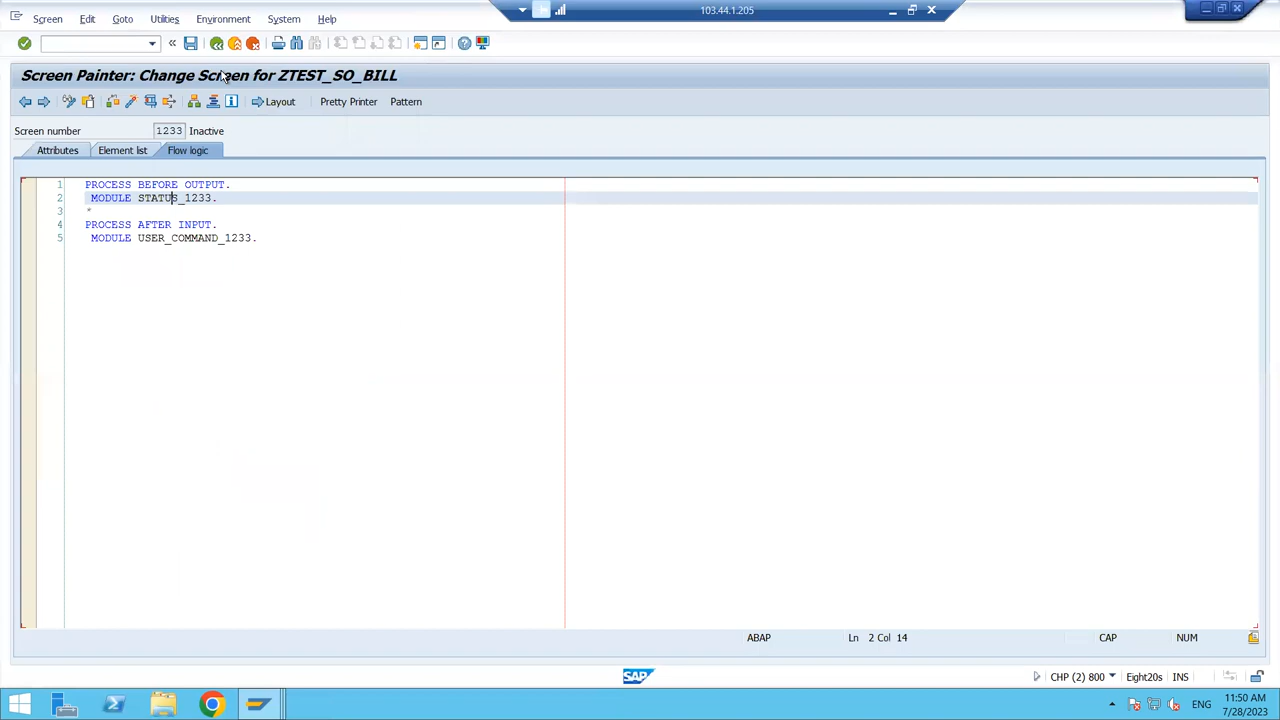 103.44.1.205
Screen Edit Goto Utilities Environment System Help
Screen Painter: Change Screen for ZTEST_SO_BILL
Layout Pretty Printer Pattern
Screen number 1233 Inactive
Attributes Element list Flow logic
1 PROCESS BEFORE OUTPUT.
2 MODULE STATUS_1233.
3 *
4 PROCESS AFTER INPUT.
5 MODULE USER_COMMAND_1233.
ABAP Ln 2 Col 14 CAP NUM
SAP CHP (2) 800 Eight20s INS
ENG 11:50 AM
7/28/2023